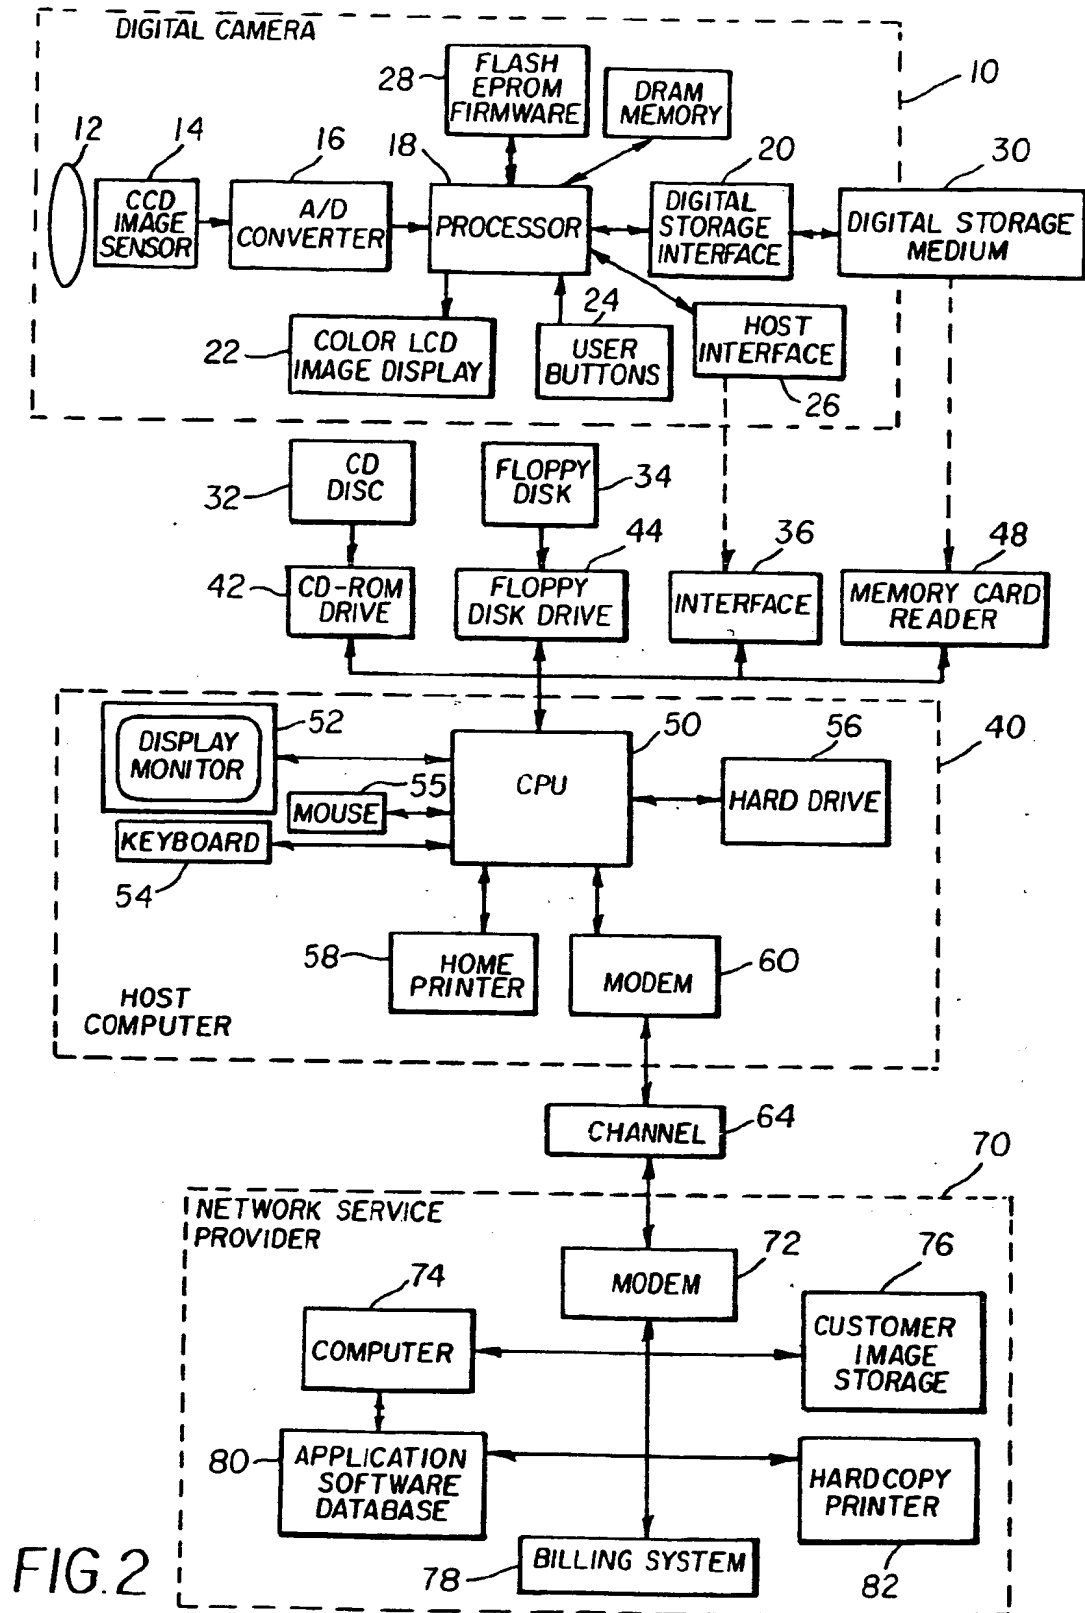 DIGITAL CAMERA
10
28
FLASH
EPROM
FIRMWARE
DRAM
MEMORY
12
14
16
18
20
30
CCD
IMAGE
SENSOR
A/D
CONVERTER
PROCESSOR
DIGITAL
STORAGE
INTERFACE
DIGITAL STORAGE
MEDIUM
22
COLOR LCD
IMAGE DISPLAY
24
USER
BUTTONS
HOST
INTERFACE
26
32
CD
DISC
FLOPPY
DISK
34
44
36
48
42
CD-ROM
DRIVE
FLOPPY
DISK DRIVE
INTERFACE
MEMORY CARD
READER
52
50
56
40
DISPLAY
MONITOR
CPU
HARD DRIVE
55
MOUSE
KEYBOARD
54
58
HOME
PRINTER
MODEM
60
HOST
COMPUTER
CHANNEL
64
70
NETWORK SERVICE
PROVIDER
72
MODEM
74
76
COMPUTER
CUSTOMER
IMAGE
STORAGE
80
APPLICATION
SOFTWARE
DATABASE
HARDCOPY
PRINTER
82
78
BILLING SYSTEM
FIG. 2